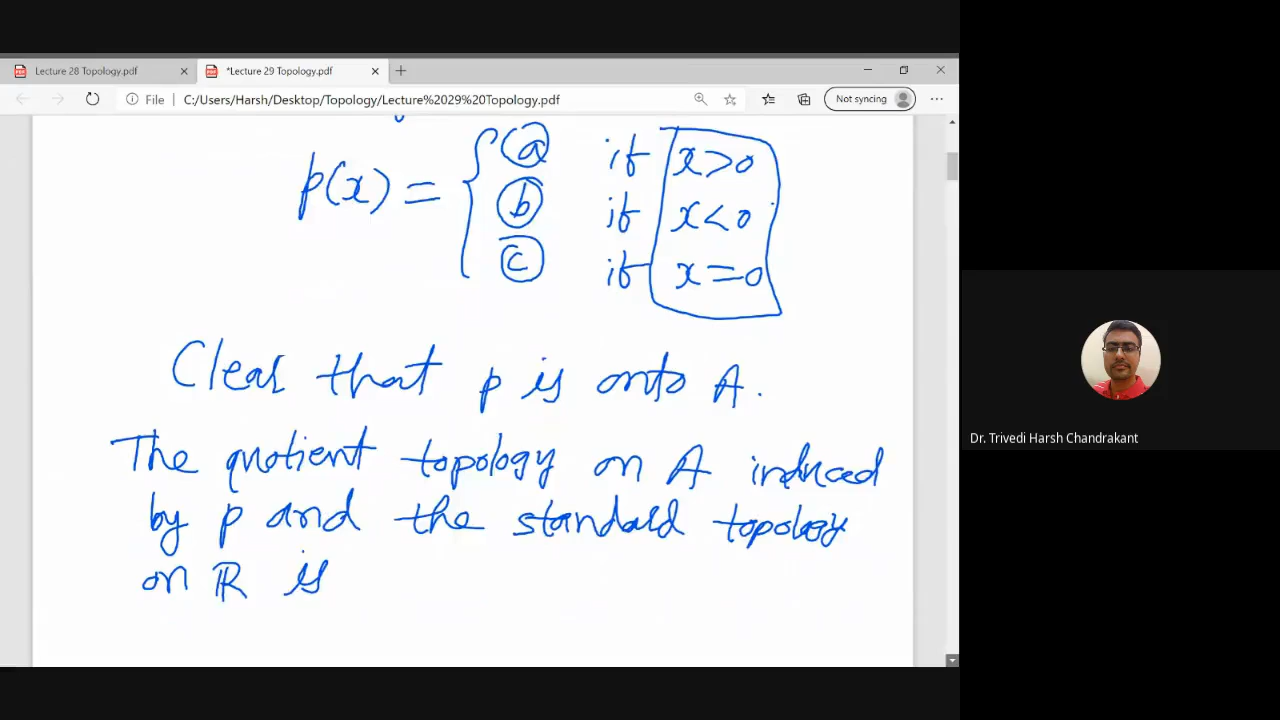 Lecture 28 Topology.pdf
*Lecture 29 Topology.pdf
File | C:/Users/Harsh/Desktop/Topology/Lecture%2029%20Topology.pdf
Not syncing
p(x) = { a if x>0
b if x<0
c if x=0
Clear that p is onto A.
The quotient topology on A induced
by p and the standard topology
on ℝ is
Dr. Trivedi Harsh Chandrakant